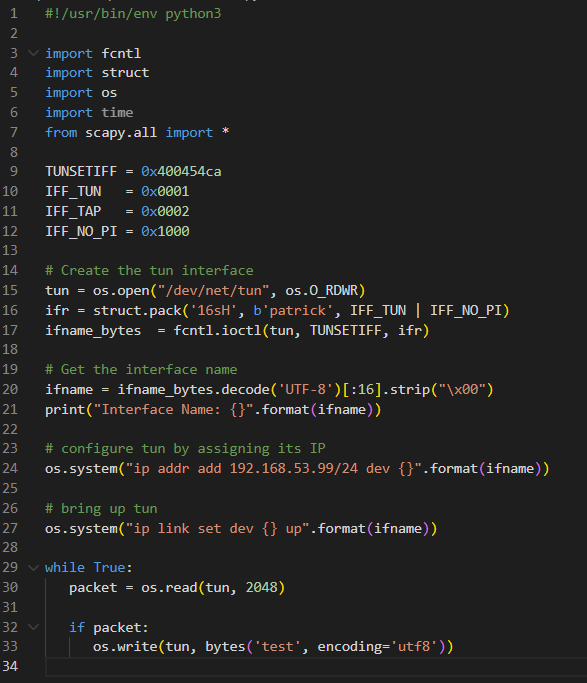 1 #!/usr/bin/env python3
2
3 import fcntl
4 import struct
5 import os
6 import time
7 from scapy.all import *
8
9 TUNSETIFF = 0x400454ca
10 IFF_TUN   = 0x0001
11 IFF_TAP   = 0x0002
12 IFF_NO_PI = 0x1000
13
14 # Create the tun interface
15 tun = os.open("/dev/net/tun", os.O_RDWR)
16 ifr = struct.pack('16sH', b'patrick', IFF_TUN | IFF_NO_PI)
17 ifname_bytes  = fcntl.ioctl(tun, TUNSETIFF, ifr)
18
19 # Get the interface name
20 ifname = ifname_bytes.decode('UTF-8')[:16].strip("\x00")
21 print("Interface Name: {}".format(ifname))
22
23 # configure tun by assigning its IP
24 os.system("ip addr add 192.168.53.99/24 dev {}".format(ifname))
25
26 # bring up tun
27 os.system("ip link set dev {} up".format(ifname))
28
29 while True:
30    packet = os.read(tun, 2048)
31
32    if packet:
33       os.write(tun, bytes('test', encoding='utf8'))
34